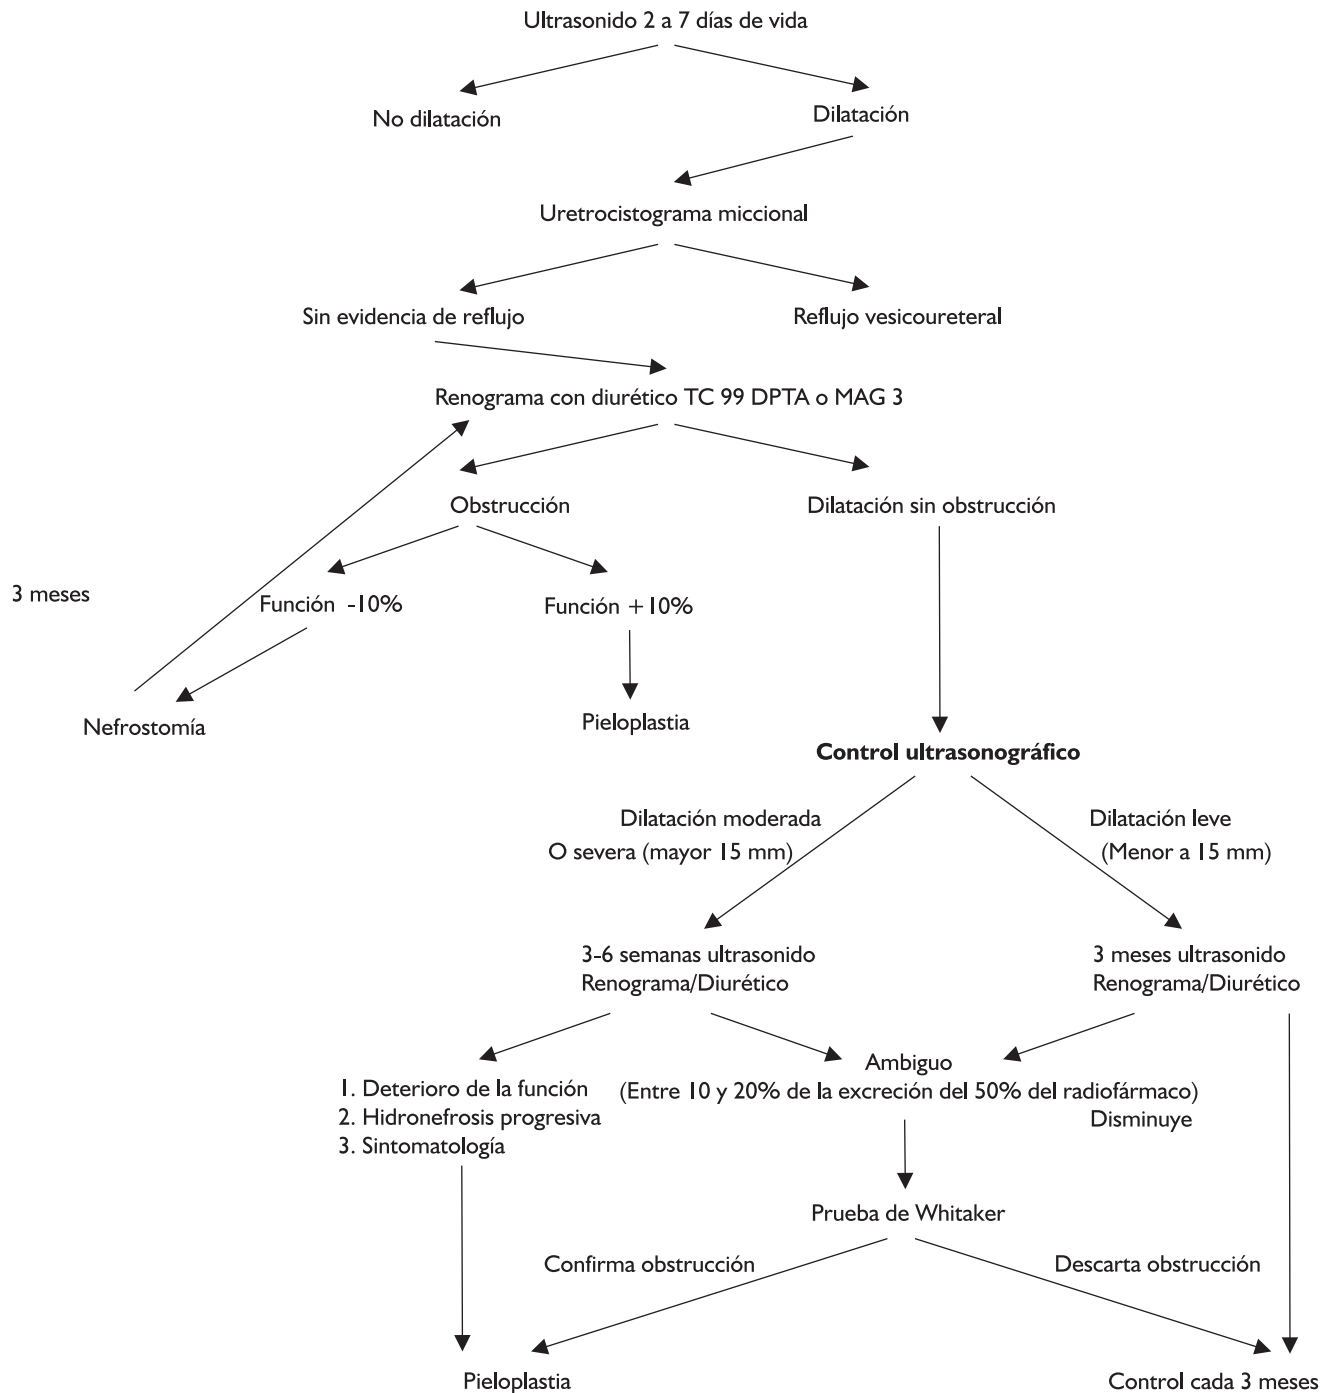 Ultrasonido 2 a 7 días de vida
No dilatación
Dilatación
Uretrocistograma miccional
Sin evidencia de reflujo
Reflujo vesicoureteral
Renograma con diurético TC 99 DPTA o MAG 3
Obstrucción
Dilatación sin obstrucción
3 meses
Función -10%
Función +10%
Nefrostomía
Pieloplastia
Control ultrasonográfico
Dilatación moderada
O severa (mayor 15 mm)
Dilatación leve
(Menor a 15 mm)
3-6 semanas ultrasonido
Renograma/Diurético
3 meses ultrasonido
Renograma/Diurético
1. Deterioro de la función
2. Hidronefrosis progresiva
3. Sintomatología
Ambiguo
(Entre 10 y 20% de la excreción del 50% del radiofármaco)
Disminuye
Prueba de Whitaker
Confirma obstrucción
Descarta obstrucción
Pieloplastia
Control cada 3 meses